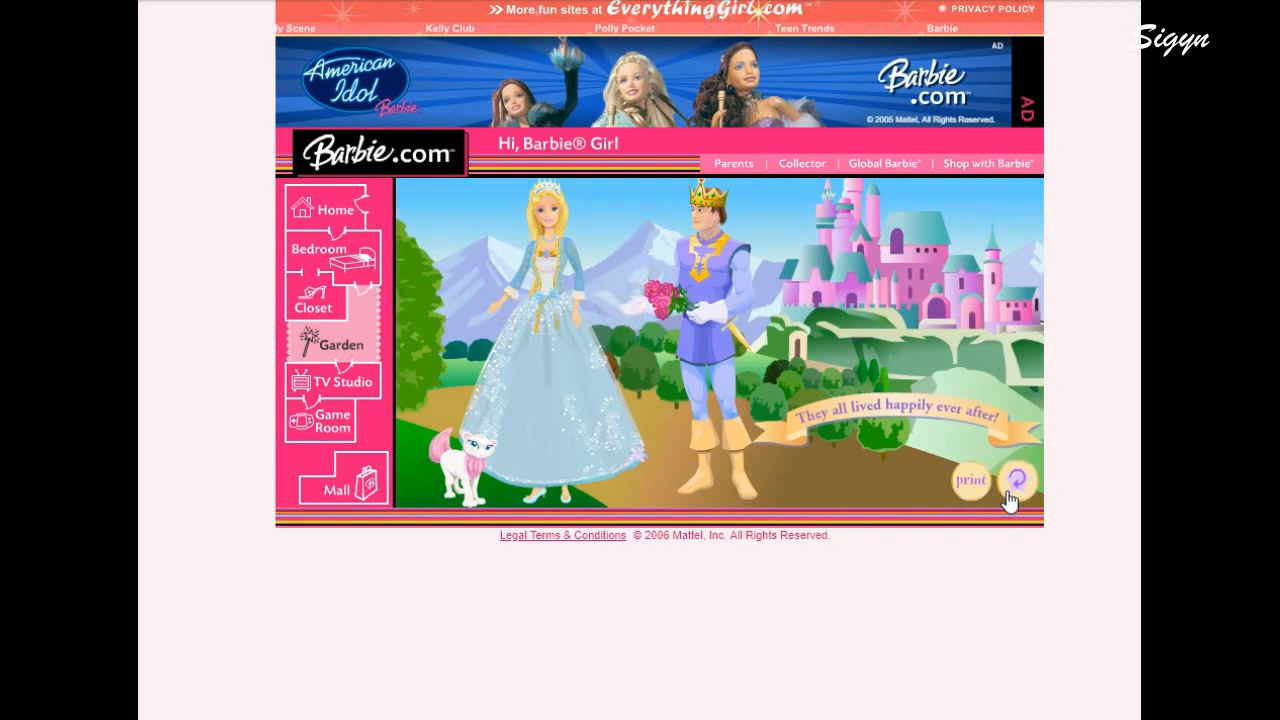 >> More fun sites at EverythingGirl.com™
PRIVACY POLICY
ly Scene
Kelly Club
Polly Pocket
Teen Trends
Barbie
Sigyn
AD
American
Idol
Barbie
Barbie
.com™
AD
© 2005 Mattel, All Rights Reserved.
Barbie.com™
Hi, Barbie® Girl
Parents | Collector | Global Barbie® | Shop with Barbie®
Home
Bedroom
Closet
Garden
TV Studio
Game
Room
Mall
B
They all lived happily ever after!
print
Legal Terms & Conditions © 2006 Mattel, Inc. All Rights Reserved.